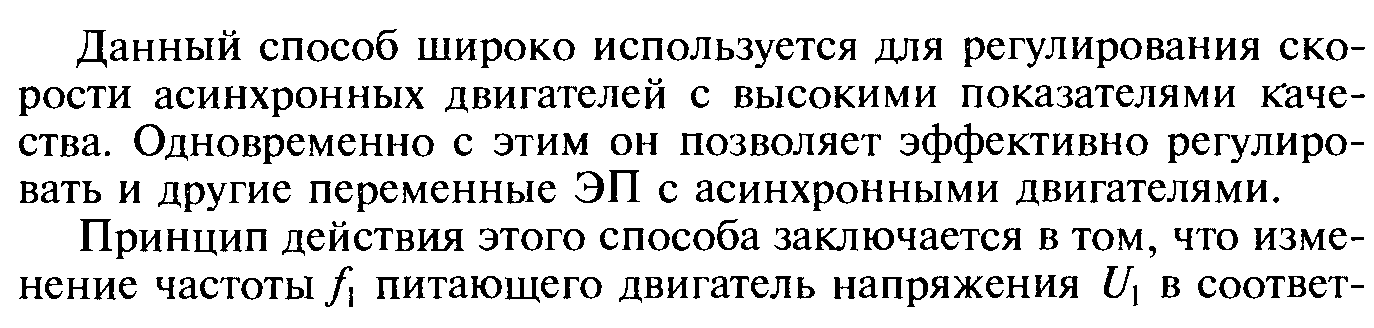 Данный способ широко используется для регулирования ско-
рости асинхронных двигателей с высокими показателями каче-
ства. Одновременно с этим он позволяет эффективно регулиро-
вать и другие переменные ЭП с асинхронными двигателями.
Принцип действия этого способа заключается в том, что изме-
нение частоты f₁ питающего двигатель напряжения U₁ в соответ-